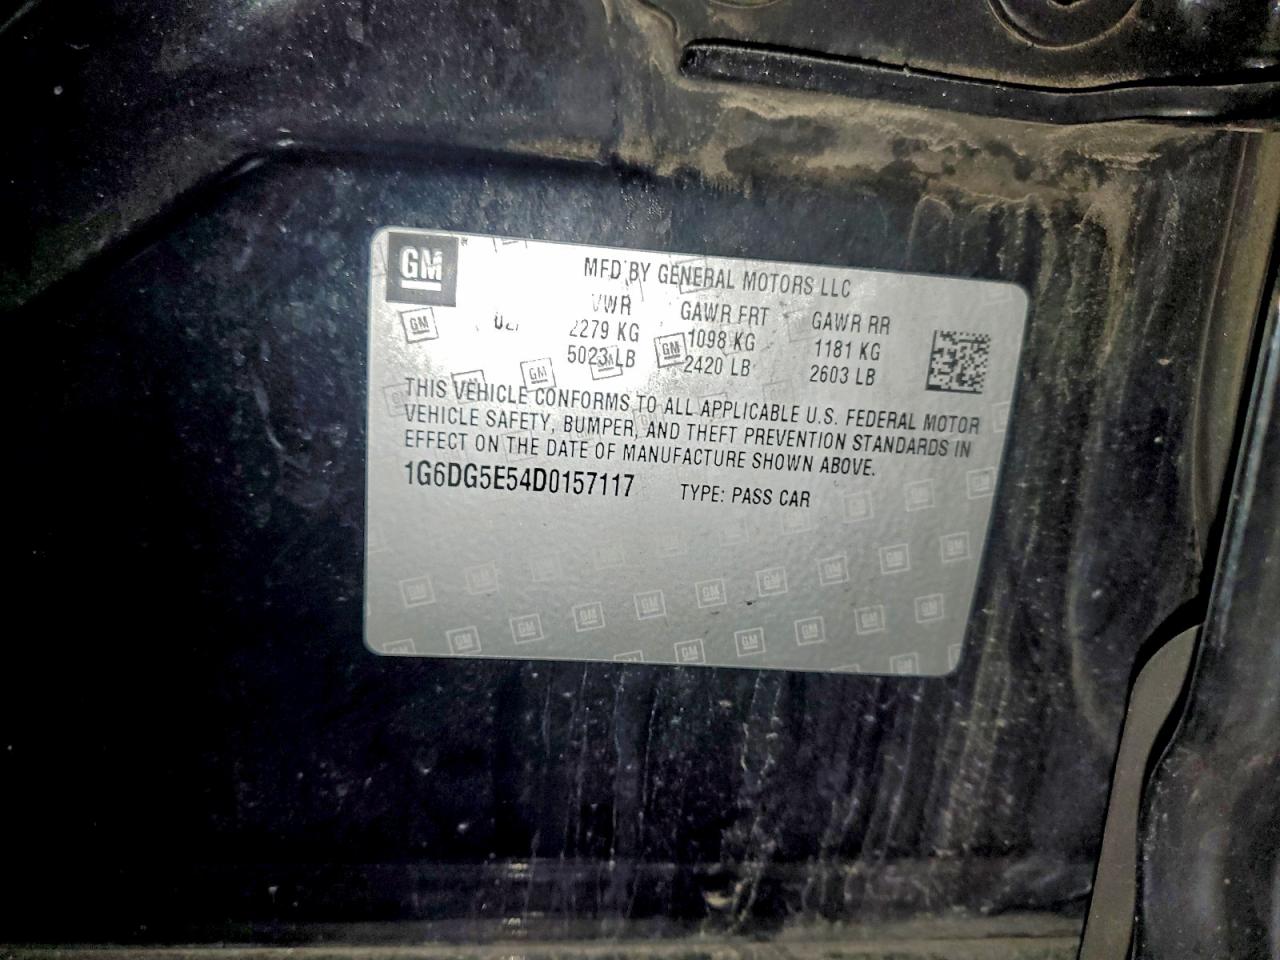 GM
MFD BY GENERAL MOTORS LLC
GAWR FRT GAWR RR
2279 KG 1098 KG 1181 KG
5023 LB 2420 LB 2603 LB
THIS VEHICLE CONFORMS TO ALL APPLICABLE U.S. FEDERAL MOTOR
VEHICLE SAFETY, BUMPER, AND THEFT PREVENTION STANDARDS IN
EFFECT ON THE DATE OF MANUFACTURE SHOWN ABOVE.
1G6DG5E54D0157117 TYPE: PASS CAR